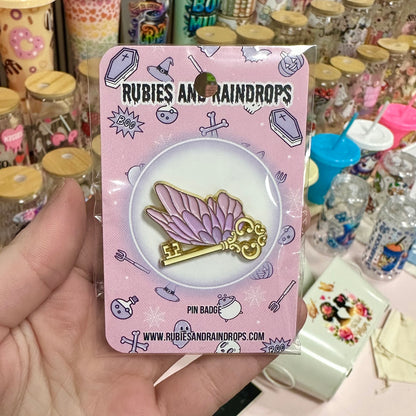 RUBIES AND RAINDROPS
BOO
BOO
PIN BADGE
WWW.RUBIESANDRAINDROPS.COM